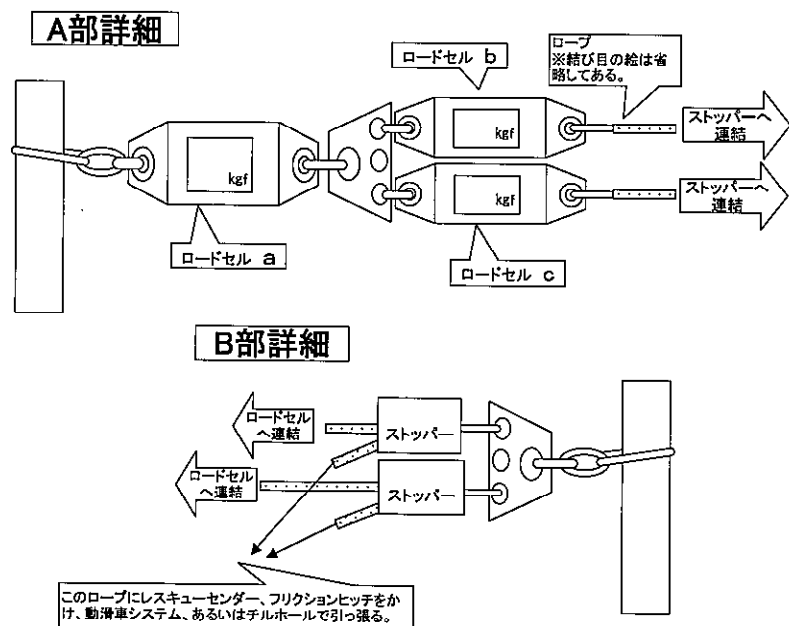 A部詳細
ロードセル b
ロープ
※結び目の絵は省
略してある。
kgf
ストッパーへ
連結
kgf
kgf
ストッパーへ
連結
ロードセル a
ロードセル c
B部詳細
ロードセル
へ連結
ストッパー
ロードセル
へ連結
ストッパー
このロープにレスキューセンダー、フリクションヒッチをか
け、動滑車システム、あるいはチルホールで引っ張る。